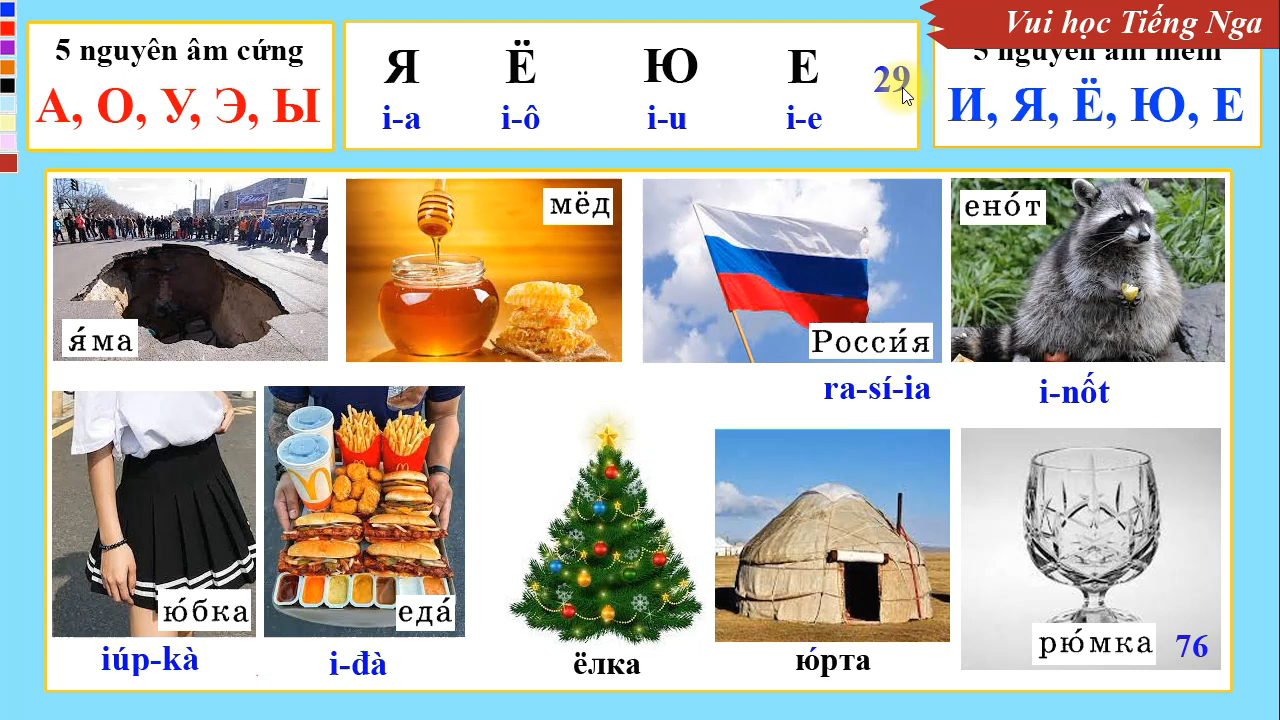 Vui học Tiếng Nga
5 nguyên âm cứng
А, О, У, Э, Ы
Я Ё Ю Е
i-a i-ô i-u i-e
29
5 nguyên âm mềm
И, Я, Ё, Ю, Е
я́ма
мёд
Росси́я
ra-sí-ia
ено́т
i-nốt
ю́бка
iúp-kà
еда́
i-đà
ёлка
ю́рта
рю́мка
76